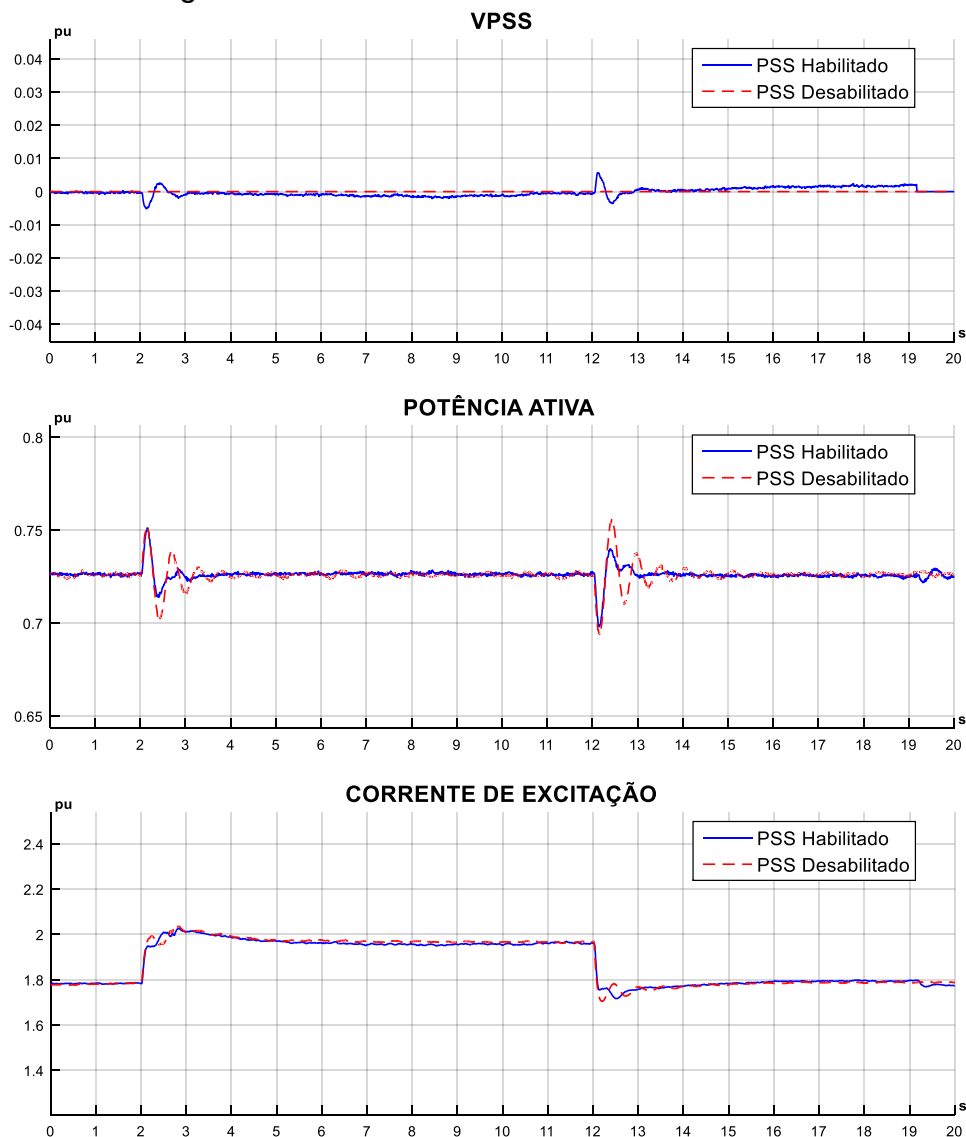 VPSS
pu
PSS Habilitado
PSS Desabilitado
0.04
0.03
0.02
0.01
0
-0.01
-0.02
-0.03
-0.04
s
0 1 2 3 4 5 6 7 8 9 10 11 12 13 14 15 16 17 18 19 20
POTÊNCIA ATIVA
pu
PSS Habilitado
PSS Desabilitado
0.8
0.75
0.7
0.65
s
0 1 2 3 4 5 6 7 8 9 10 11 12 13 14 15 16 17 18 19 20
CORRENTE DE EXCITAÇÃO
pu
PSS Habilitado
PSS Desabilitado
2.4
2.2
2
1.8
1.6
1.4
s
0 1 2 3 4 5 6 7 8 9 10 11 12 13 14 15 16 17 18 19 20